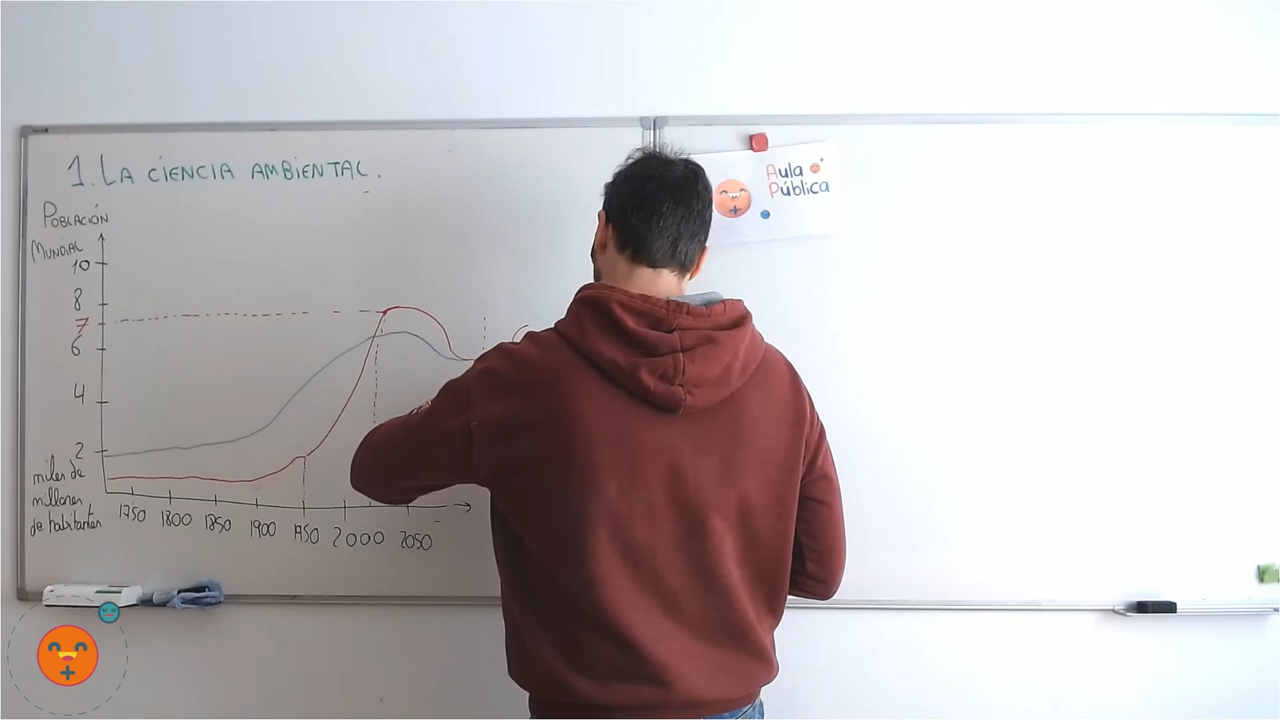 1. LA CIENCIA AMBIENTAL.
POBLACIÓN
MUNDIAL
10
8
7
6
4
2
miles de
millones
de habitantes
1750 1800 1850 1900 1950 2000 2050
Aula
Pública